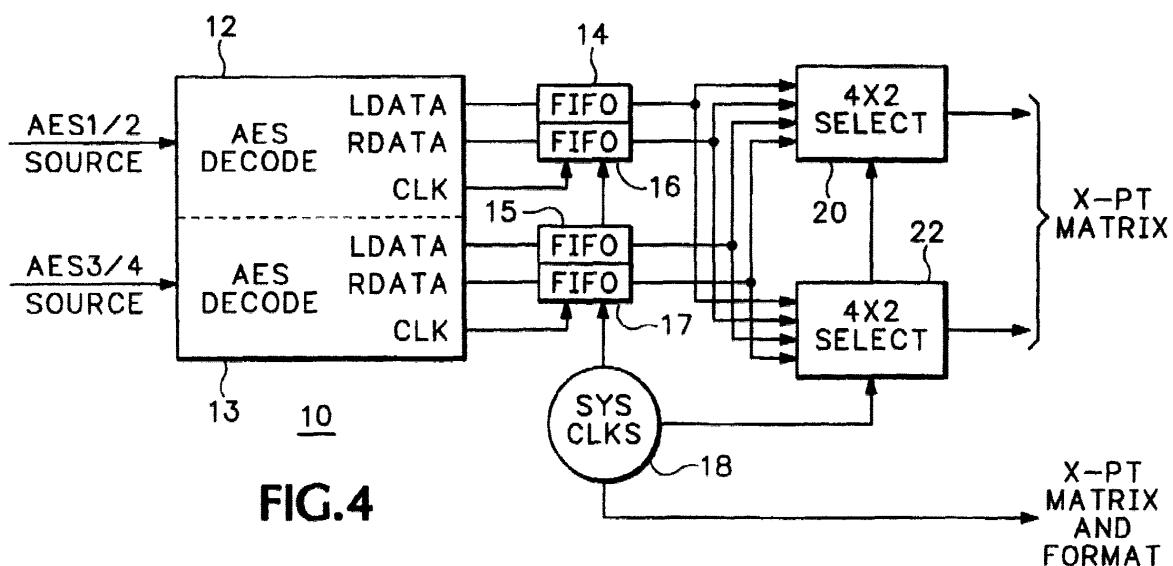 12
14
AES1/2
SOURCE
AES
DECODE
LDATA
RDATA
CLK
FIFO
FIFO
16
4X2
SELECT
20
X-PT
MATRIX
AES3/4
SOURCE
AES
DECODE
LDATA
RDATA
CLK
15
FIFO
FIFO
17
22
4X2
SELECT
13
10
SYS
CLKS
18
FIG.4
X-PT
MATRIX
AND
FORMAT